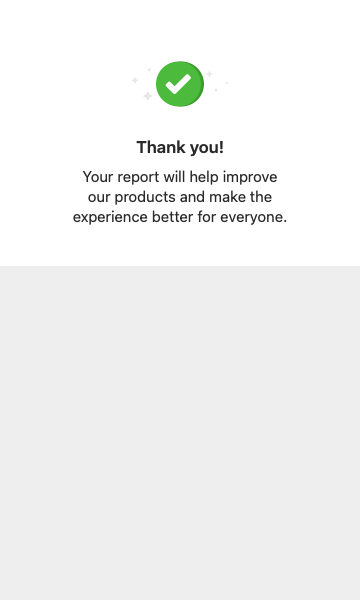 Thank you!
Your report will help improve
our products and make the
experience better for everyone.